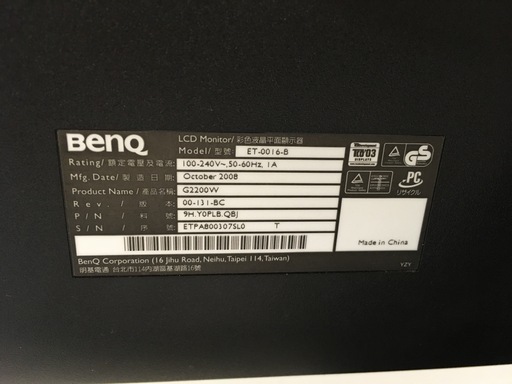 BenQ
LCD Monitor/彩色液晶平面顯示器
Model/型號: ET-0016-B
Rating/額定電壓及電流: 100-240V~,50-60Hz, 1A
Mfg. Date/製造日期: October 2008
Product Name/產品名稱: G2200W
Rev./版本: 00-131-BC
P/N/料號: 9H.Y0PLB.QBJ
S/N/序號: ETPA800307SL0 T
BenQ Corporation (16 Jihu Road, Neihu, Taipei 114, Taiwan)
明基電通 台北市114內湖區基湖路16號
TCO'03
DISPLAYS
GS
PC
リサイクル
Made in China
YZY